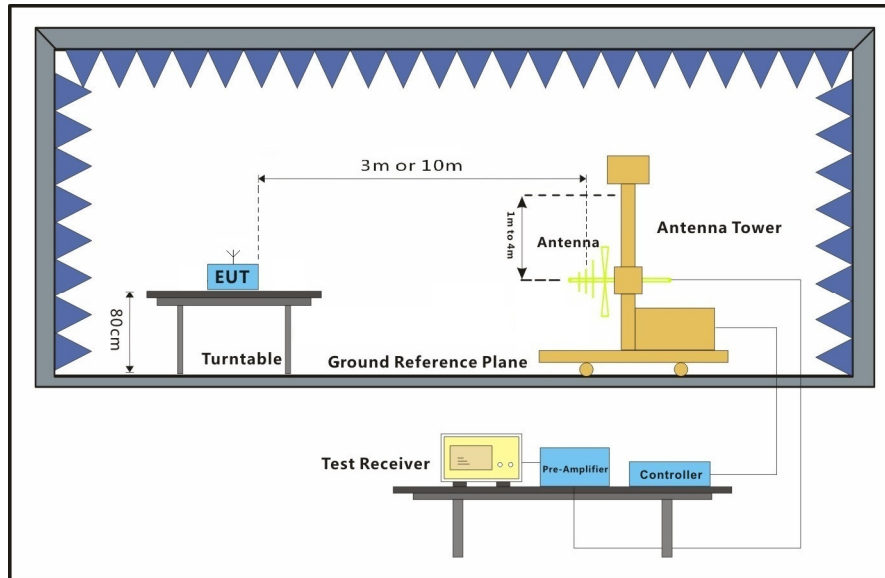 3m or 10m
1m to 4m
Antenna
Antenna Tower
EUT
80cm
Turntable
Ground Reference Plane
Test Receiver
Pre-Amplifier
Controller